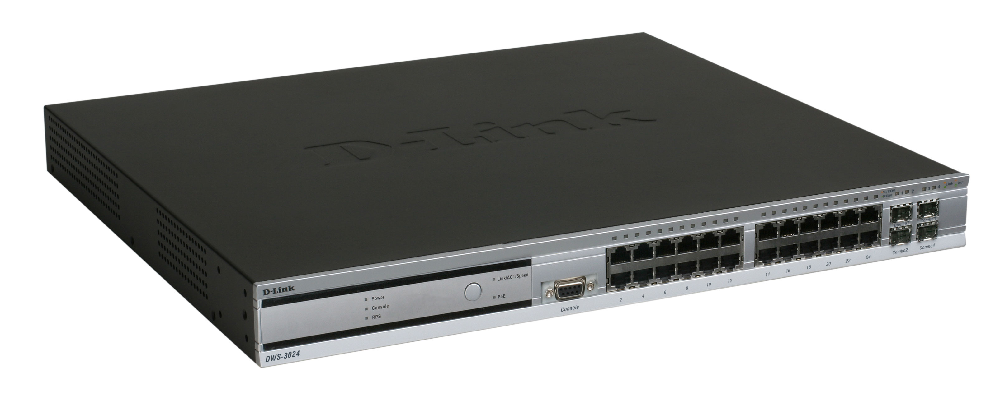 D-Link
Link Act
10/100M 1 2 3 4
1000M
D-Link
Power
Console
RPS
Link/ACT/Speed
PoE
Console
2 4 6 8 10 12 14 16 18 20 22 24
Combo1 Combo3
Combo2 Combo4
DWS-3024